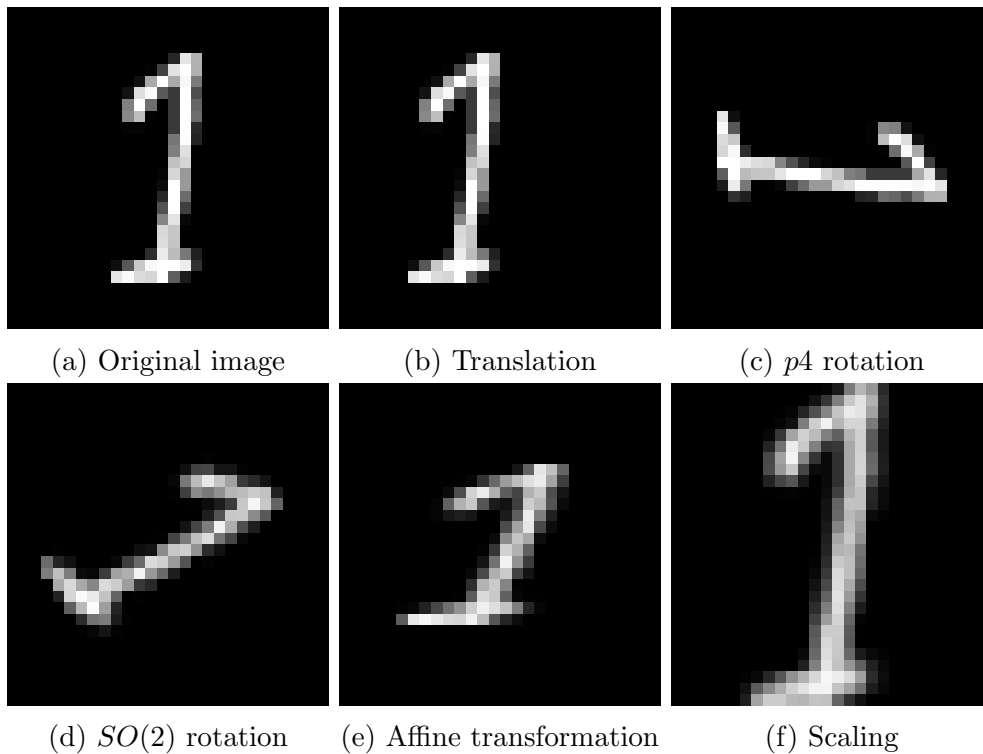 (a) Original image (b) Translation (c) p4 rotation
(d) SO(2) rotation (e) Affine transformation (f) Scaling